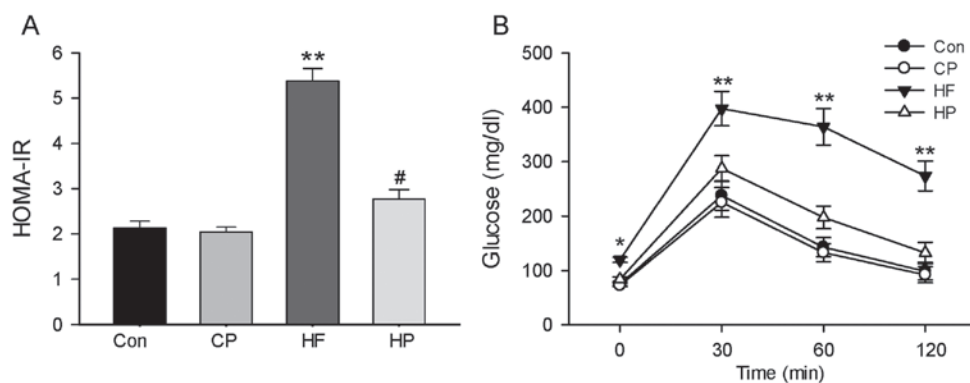 A
HOMA-IR
6
5
4
3
2
1
0
**
#
Con CP HF HP
B
Glucose (mg/dl)
500
400
300
200
100
0
Con
CP
HF
HP
*
**
**
**
0 30 60 120
Time (min)